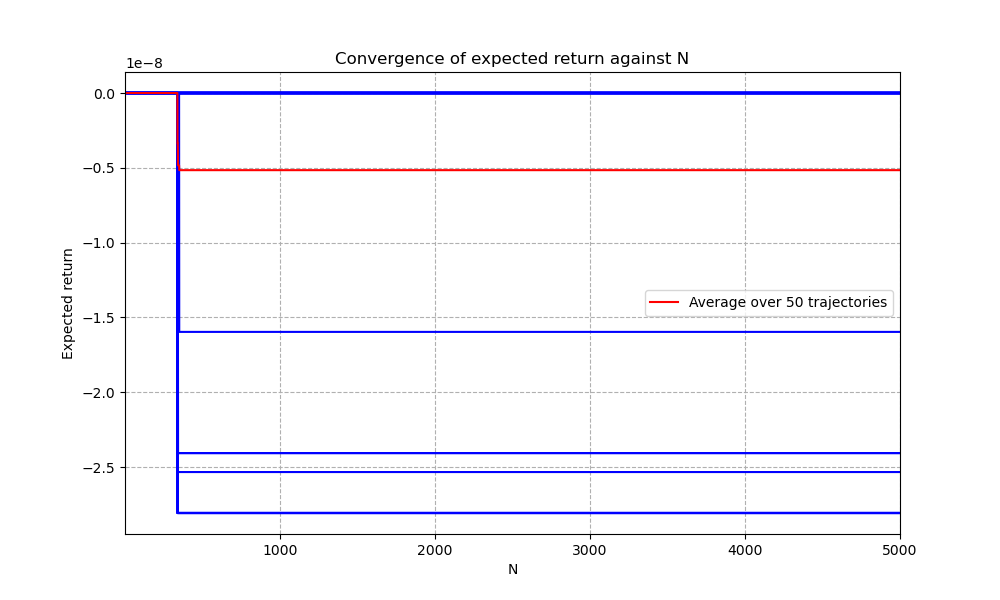 Convergence of expected return against N
1e−8
0.0
−0.5
−1.0
−1.5
−2.0
−2.5
Expected return
Average over 50 trajectories
1000 2000 3000 4000 5000
N